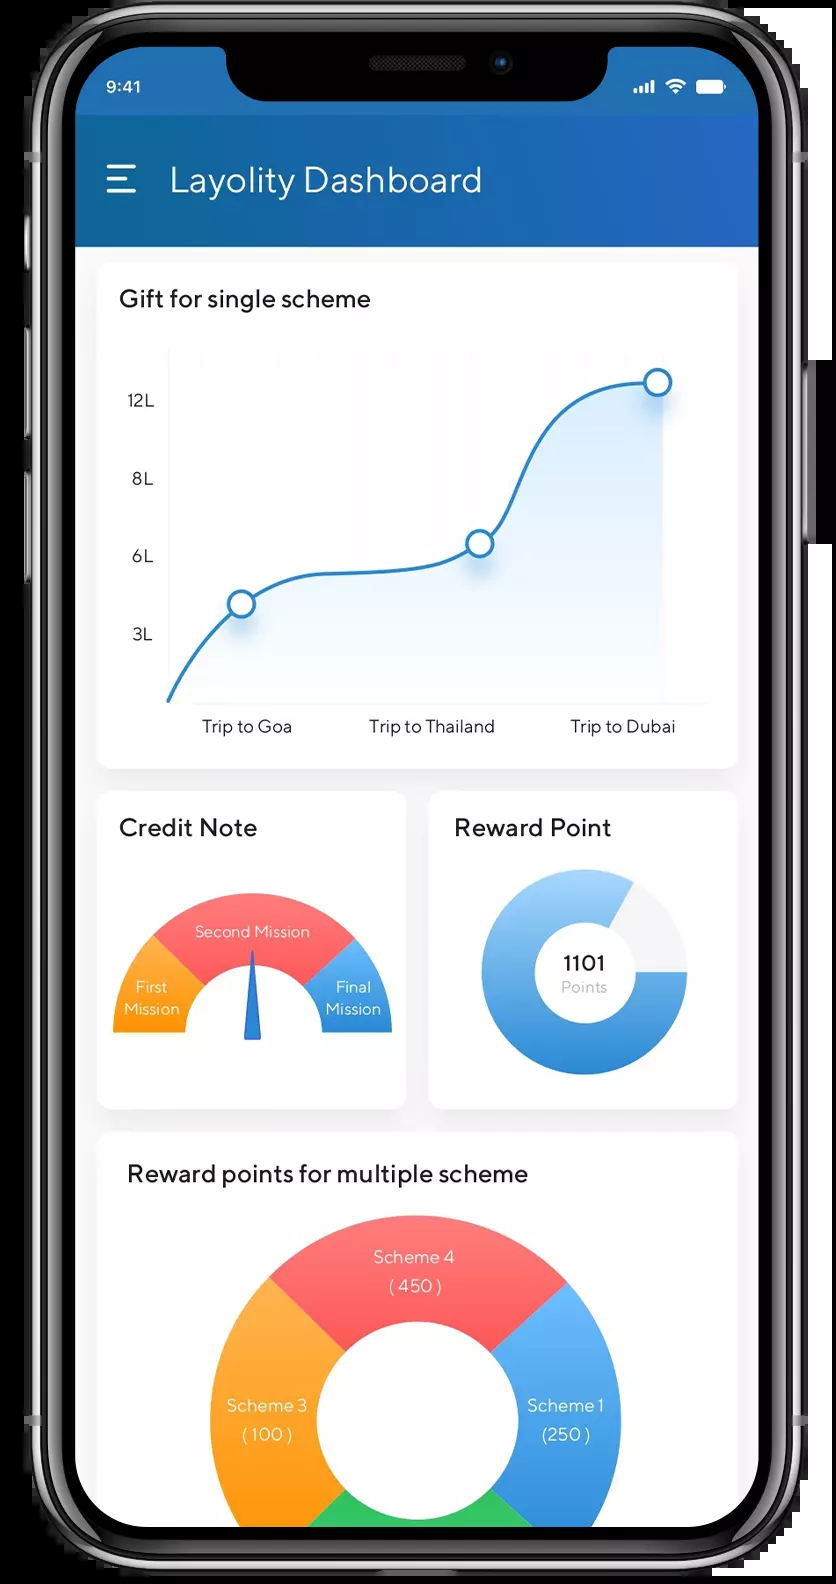 9:41
Layolity Dashboard
Gift for single scheme
12L
8L
6L
3L
Trip to Goa Trip to Thailand Trip to Dubai
Credit Note
Second Mission
First
Mission
Final
Mission
Reward Point
1101
Points
Reward points for multiple scheme
Scheme 4
( 450 )
Scheme 3
( 100 )
Scheme 1
(250 )